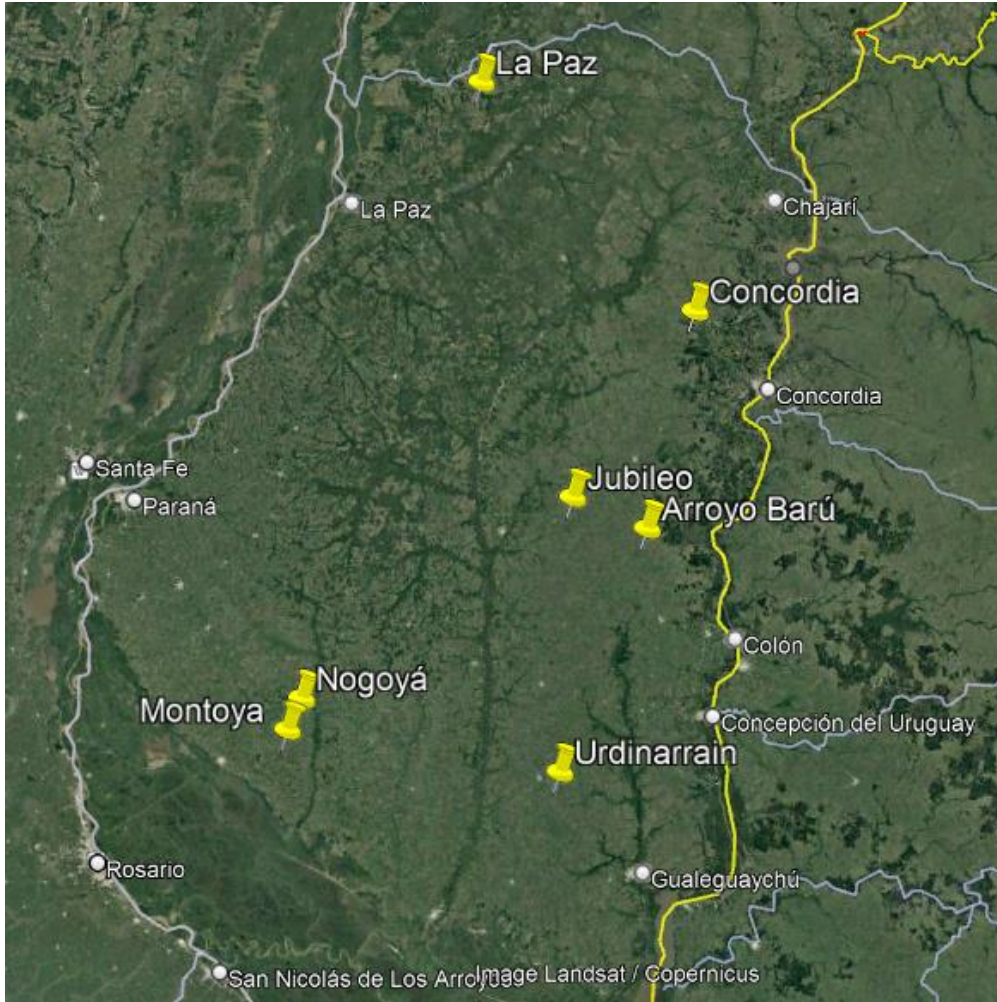 La Paz
La Paz
Chajarí
Concordia
Concordia
Santa Fe
Paraná
Jubileo
Arroyo Barú
Colón
Nogoyá
Montoya
Concepción del Uruguay
Urdinarrain
Rosario
Gualeguaychú
San Nicolás de Los Arroyos
Image Landsat / Copernicus